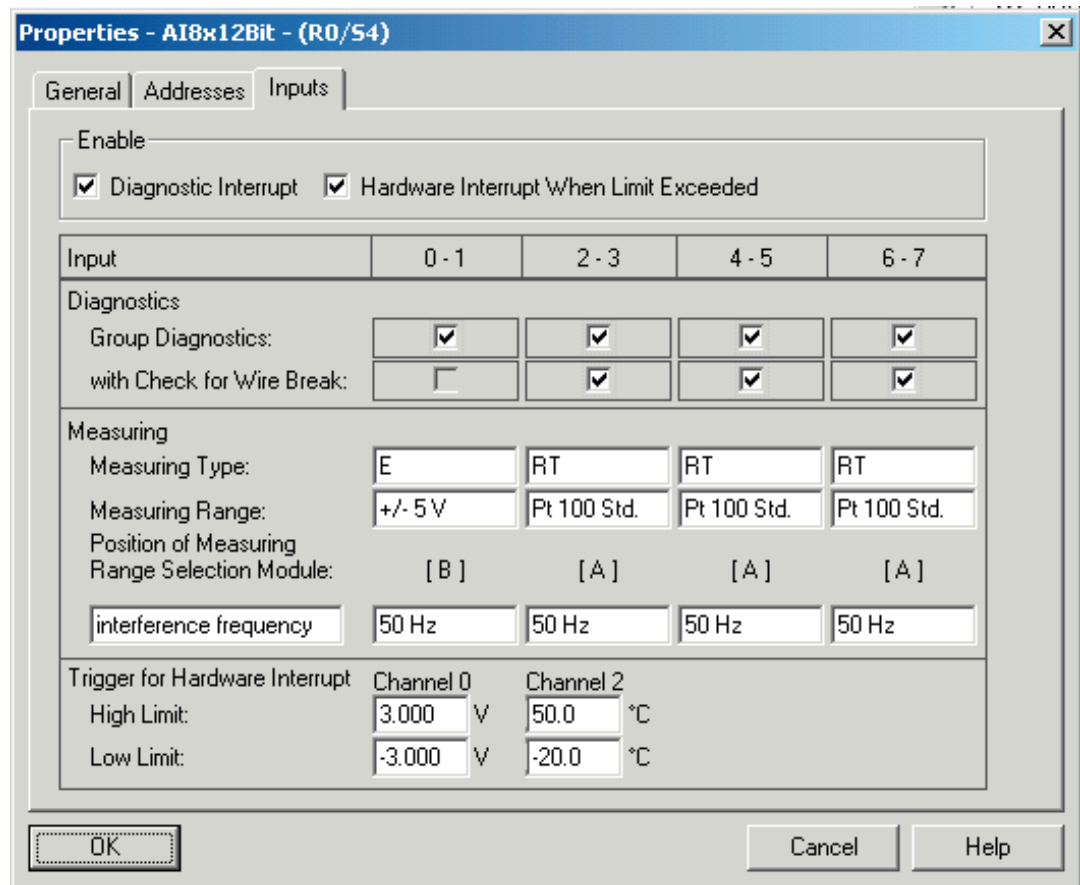 Properties - AI8x12Bit - (R0/S4)
General Addresses Inputs
Enable
Diagnostic Interrupt Hardware Interrupt When Limit Exceeded
Input 0 - 1 2 - 3 4 - 5 6 - 7
Diagnostics
Group Diagnostics:
with Check for Wire Break:
Measuring
Measuring Type: E RT RT RT
Measuring Range: +/- 5 V Pt 100 Std. Pt 100 Std. Pt 100 Std.
Position of Measuring
Range Selection Module: [ B ] [ A ] [ A ] [ A ]
interference frequency 50 Hz 50 Hz 50 Hz 50 Hz
Trigger for Hardware Interrupt Channel 0 Channel 2
High Limit: 3.000 V 50.0 °C
Low Limit: -3.000 V -20.0 °C
OK Cancel Help